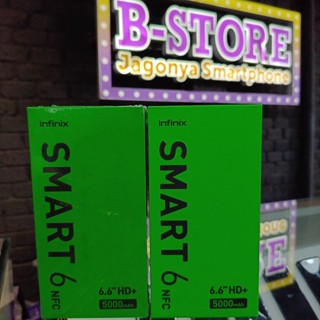 B-STORE
Jagonya Smartphone
infinix
SMART 6
NFC
6.6" HD+
5000mAh
infinix
SMART 6
NFC
6.6" HD+
5000mAh